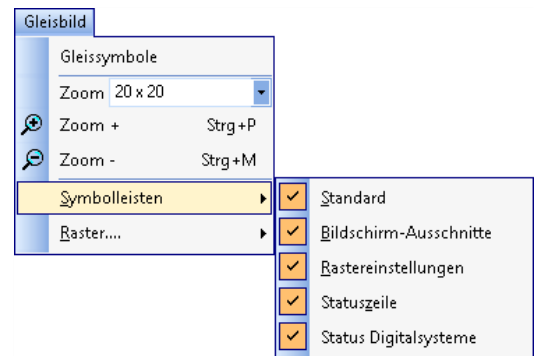 Gleisbild
Gleissymbole
Zoom 20 x 20
Zoom + Strg+P
Zoom - Strg+M
Symbolleisten
Raster....
Standard
Bildschirm-Ausschnitte
Rastereinstellungen
Statuszeile
Status Digitalsysteme